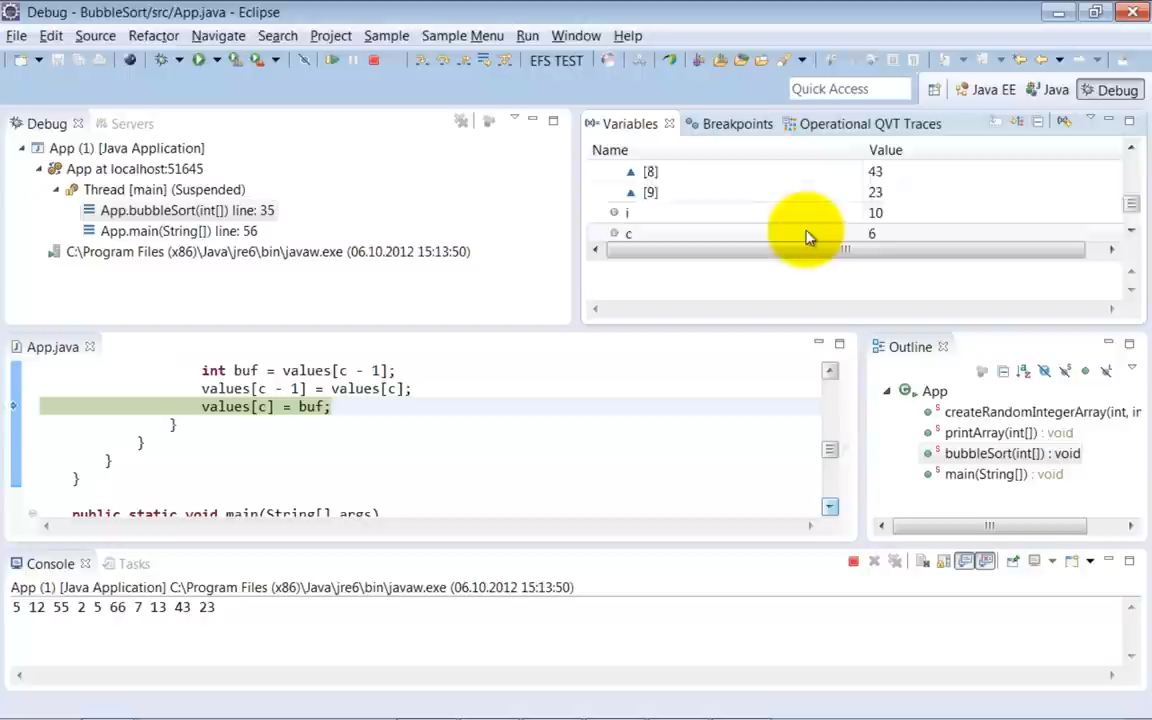 Debug - BubbleSort/src/App.java - Eclipse
File Edit Source Refactor Navigate Search Project Sample Sample Menu Run Window Help
EFS TEST
Quick Access
Java EE Java Debug
Debug Servers
App (1) [Java Application]
App at localhost:51645
Thread [main] (Suspended)
App.bubbleSort(int[]) line: 35
App.main(String[]) line: 56
C:\Program Files (x86)\Java\jre6\bin\javaw.exe (06.10.2012 15:13:50)
(x)= Variables Breakpoints Operational QVT Traces
Name Value
[8] 43
[9] 23
i 10
c 6
App.java
int buf = values[c - 1];
values[c - 1] = values[c];
values[c] = buf;
}
}
}
}
public static void main(String[] args)
Outline
App
createRandomIntegerArray(int, in
printArray(int[]) : void
bubbleSort(int[]) : void
main(String[]) : void
Console Tasks
App (1) [Java Application] C:\Program Files (x86)\Java\jre6\bin\javaw.exe (06.10.2012 15:13:50)
5 12 55 2 5 66 7 13 43 23